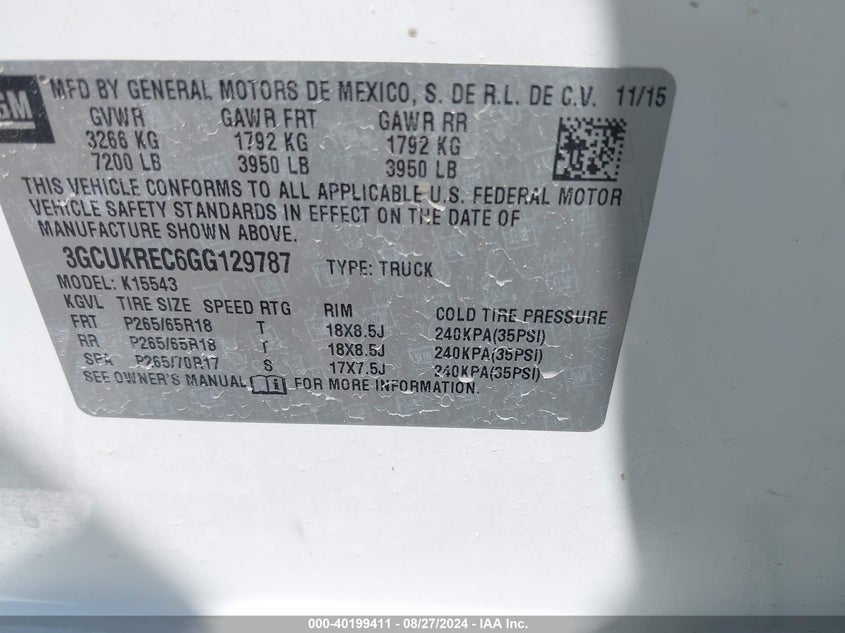 GM
MFD BY GENERAL MOTORS DE MEXICO, S. DE R.L. DE C.V. 11/15
GVWR GAWR FRT GAWR RR
3266 KG 1792 KG 1792 KG
7200 LB 3950 LB 3950 LB
THIS VEHICLE CONFORMS TO ALL APPLICABLE U.S. FEDERAL MOTOR
VEHICLE SAFETY STANDARDS IN EFFECT ON THE DATE OF
MANUFACTURE SHOWN ABOVE.
3GCUKREC6GG129787 TYPE: TRUCK
MODEL: K15543
KGVL TIRE SIZE SPEED RTG RIM COLD TIRE PRESSURE
FRT P265/65R18 T 18X8.5J 240KPA(35PSI)
RR P265/65R18 T 18X8.5J 240KPA(35PSI)
SPA P265/70R17 S 17X7.5J 240KPA(35PSI)
SEE OWNER'S MANUAL FOR MORE INFORMATION.
000-40199411 - 08/27/2024 - IAA Inc.